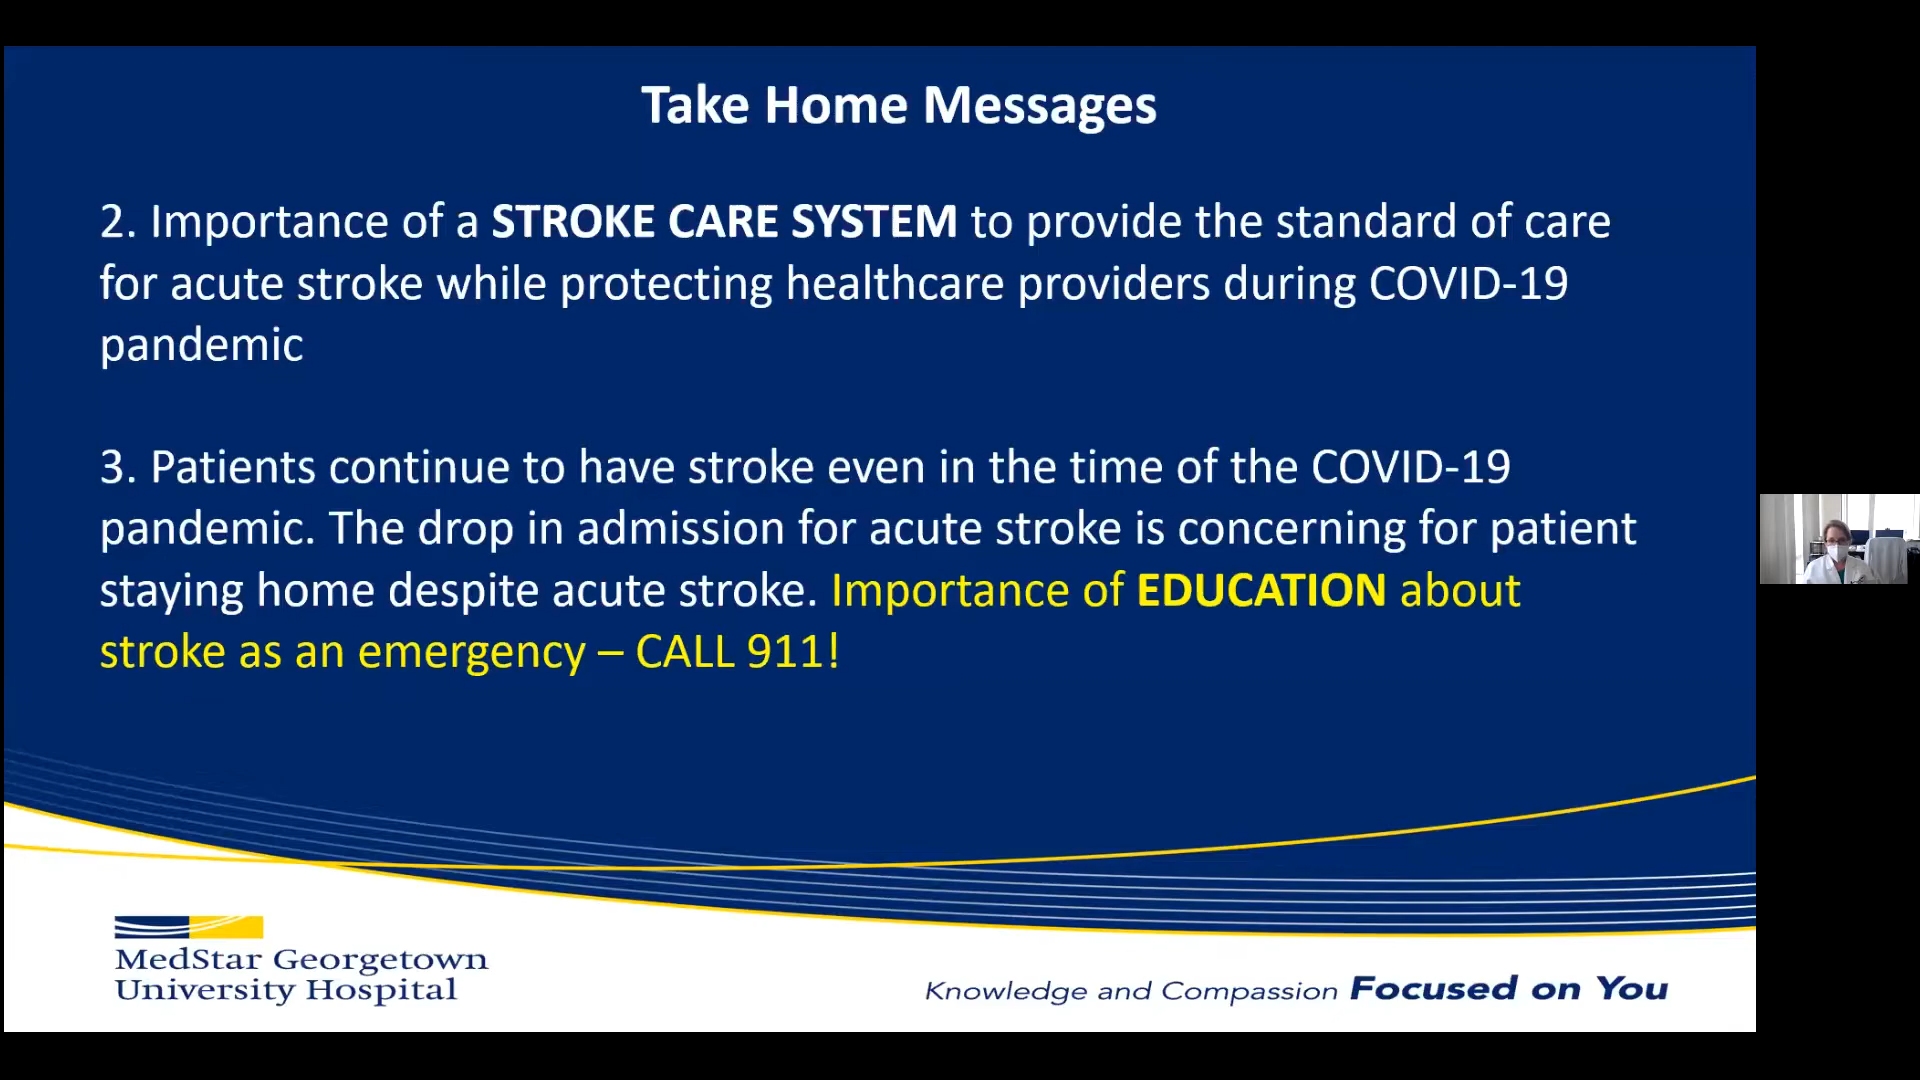 Take Home Messages
2. Importance of a STROKE CARE SYSTEM to provide the standard of care
for acute stroke while protecting healthcare providers during COVID-19
pandemic
3. Patients continue to have stroke even in the time of the COVID-19
pandemic. The drop in admission for acute stroke is concerning for patient
staying home despite acute stroke. Importance of EDUCATION about
stroke as an emergency – CALL 911!
MedStar Georgetown
University Hospital
Knowledge and Compassion Focused on You